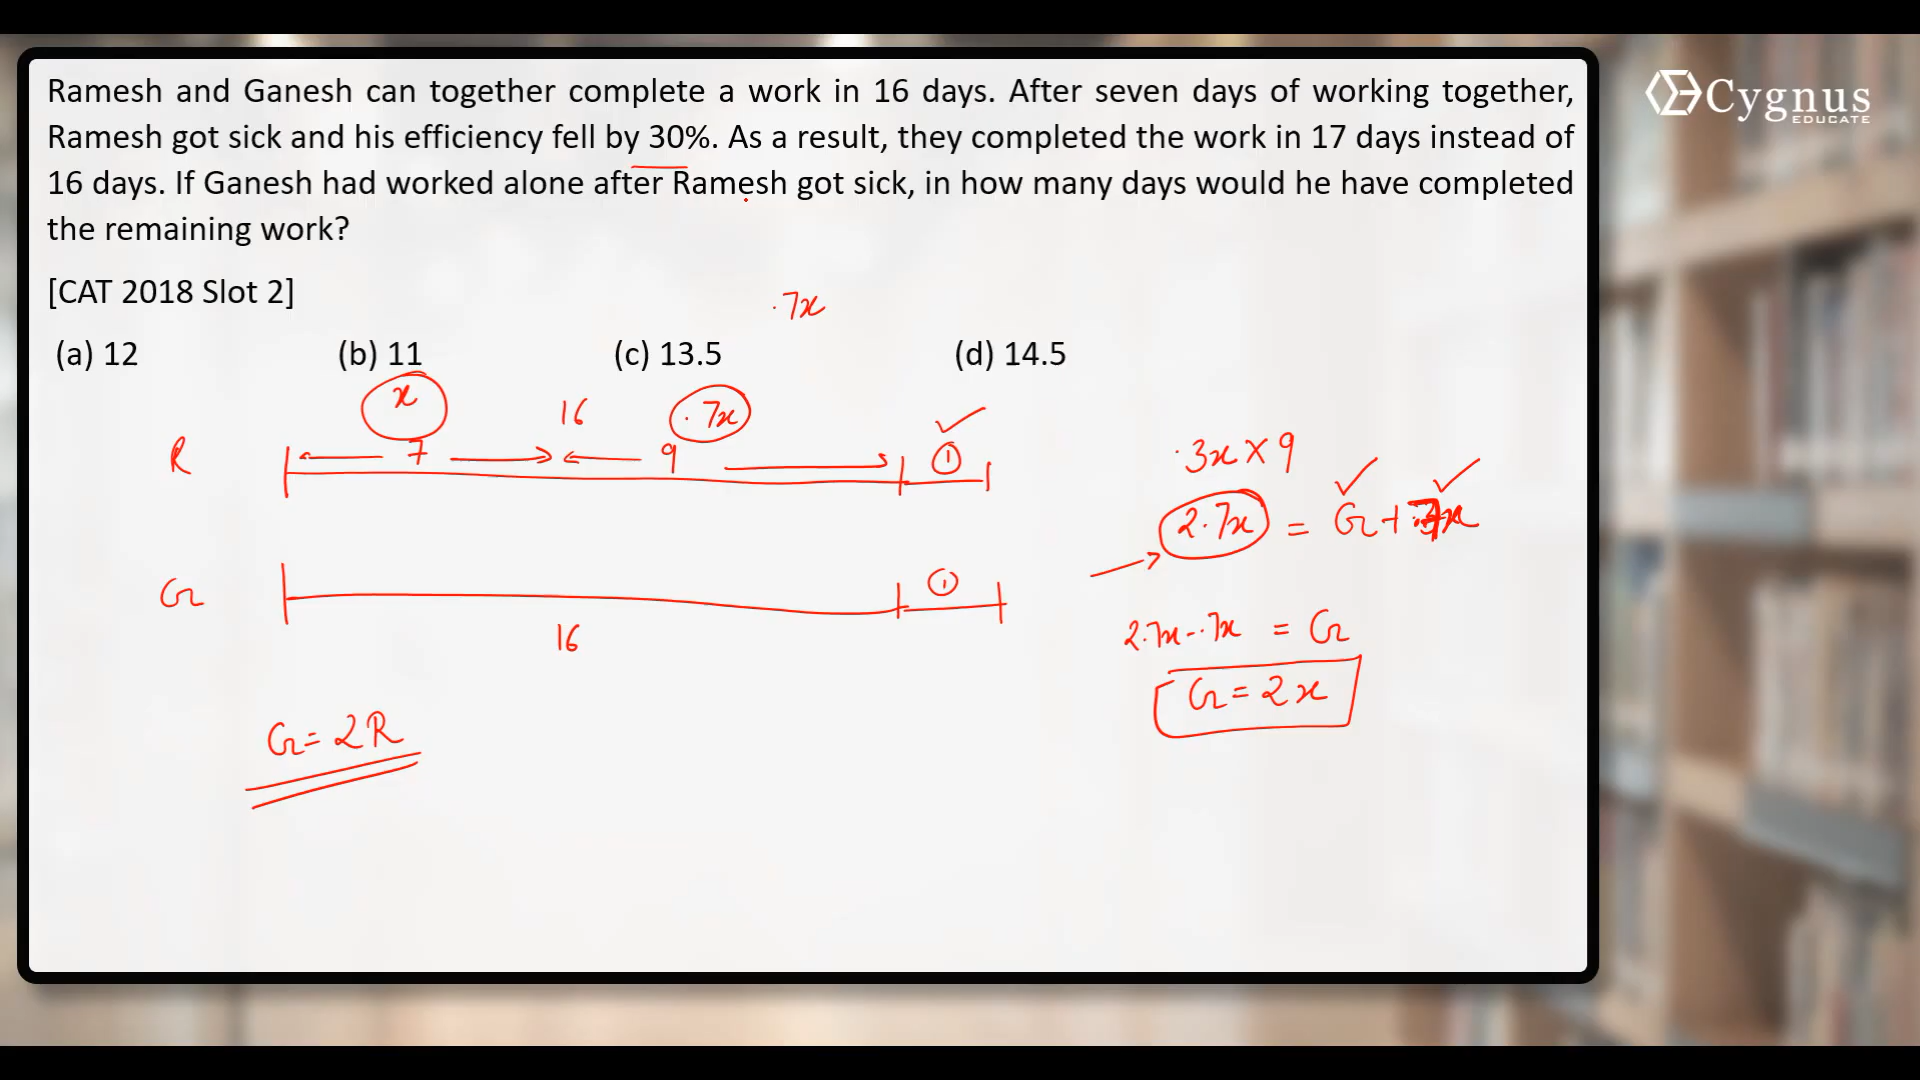 Cygnus
EDUCATE
Ramesh and Ganesh can together complete a work in 16 days. After seven days of working together,
Ramesh got sick and his efficiency fell by 30%. As a result, they completed the work in 17 days instead of
16 days. If Ganesh had worked alone after Ramesh got sick, in how many days would he have completed
the remaining work?
[CAT 2018 Slot 2]
.7x
(a) 12 (b) 11 (c) 13.5 (d) 14.5
x 16 .7x
R 7 9 1
G 1
16
G = 2R
.3x × 9
2.7x = G + .7x
2.7x - .7x = G
G = 2x